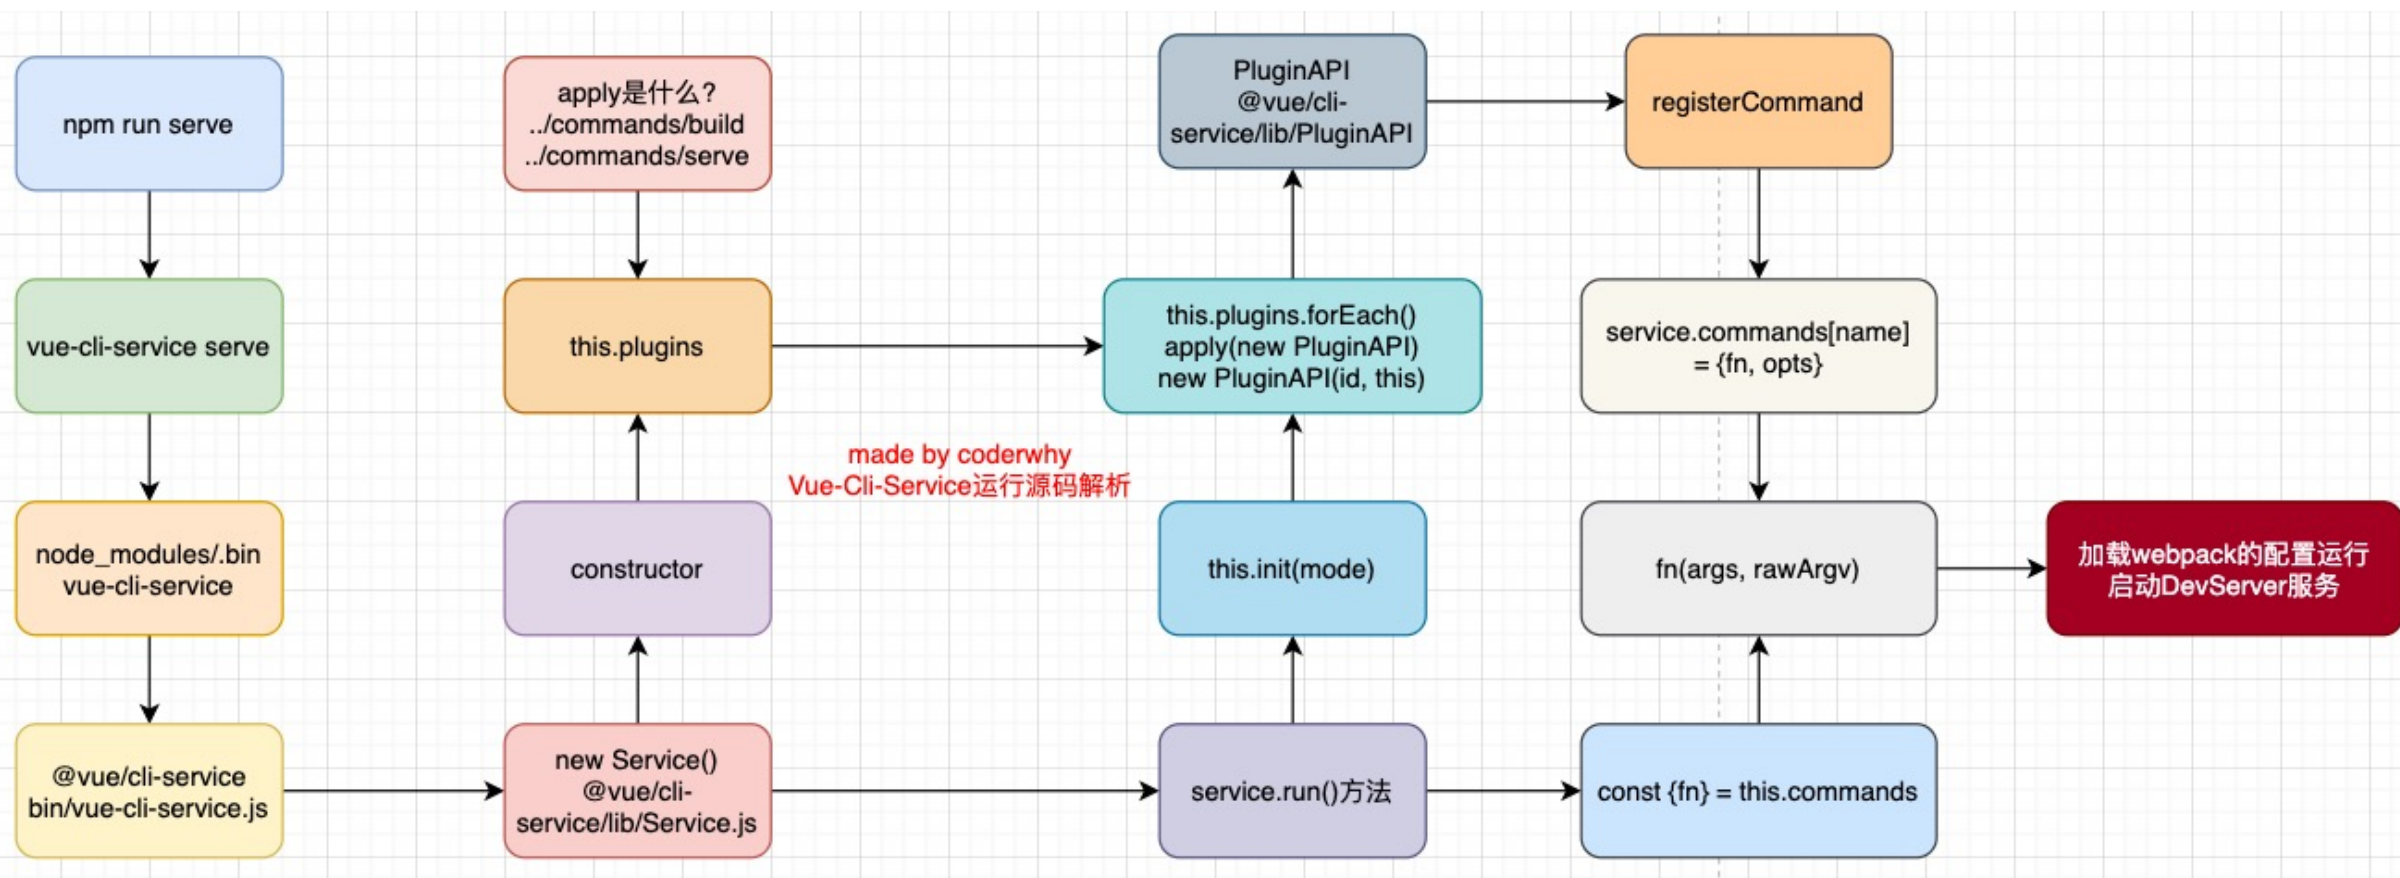 npm run serve
vue-cli-service serve
node_modules/.bin
vue-cli-service
@vue/cli-service
bin/vue-cli-service.js
apply是什么?
../commands/build
../commands/serve
this.plugins
constructor
new Service()
@vue/cli-
service/lib/Service.js
made by coderwhy
Vue-Cli-Service运行源码解析
PluginAPI
@vue/cli-
service/lib/PluginAPI
this.plugins.forEach()
apply(new PluginAPI)
new PluginAPI(id, this)
this.init(mode)
service.run()方法
registerCommand
service.commands[name]
= {fn, opts}
fn(args, rawArgv)
const {fn} = this.commands
加载webpack的配置运行
启动DevServer服务